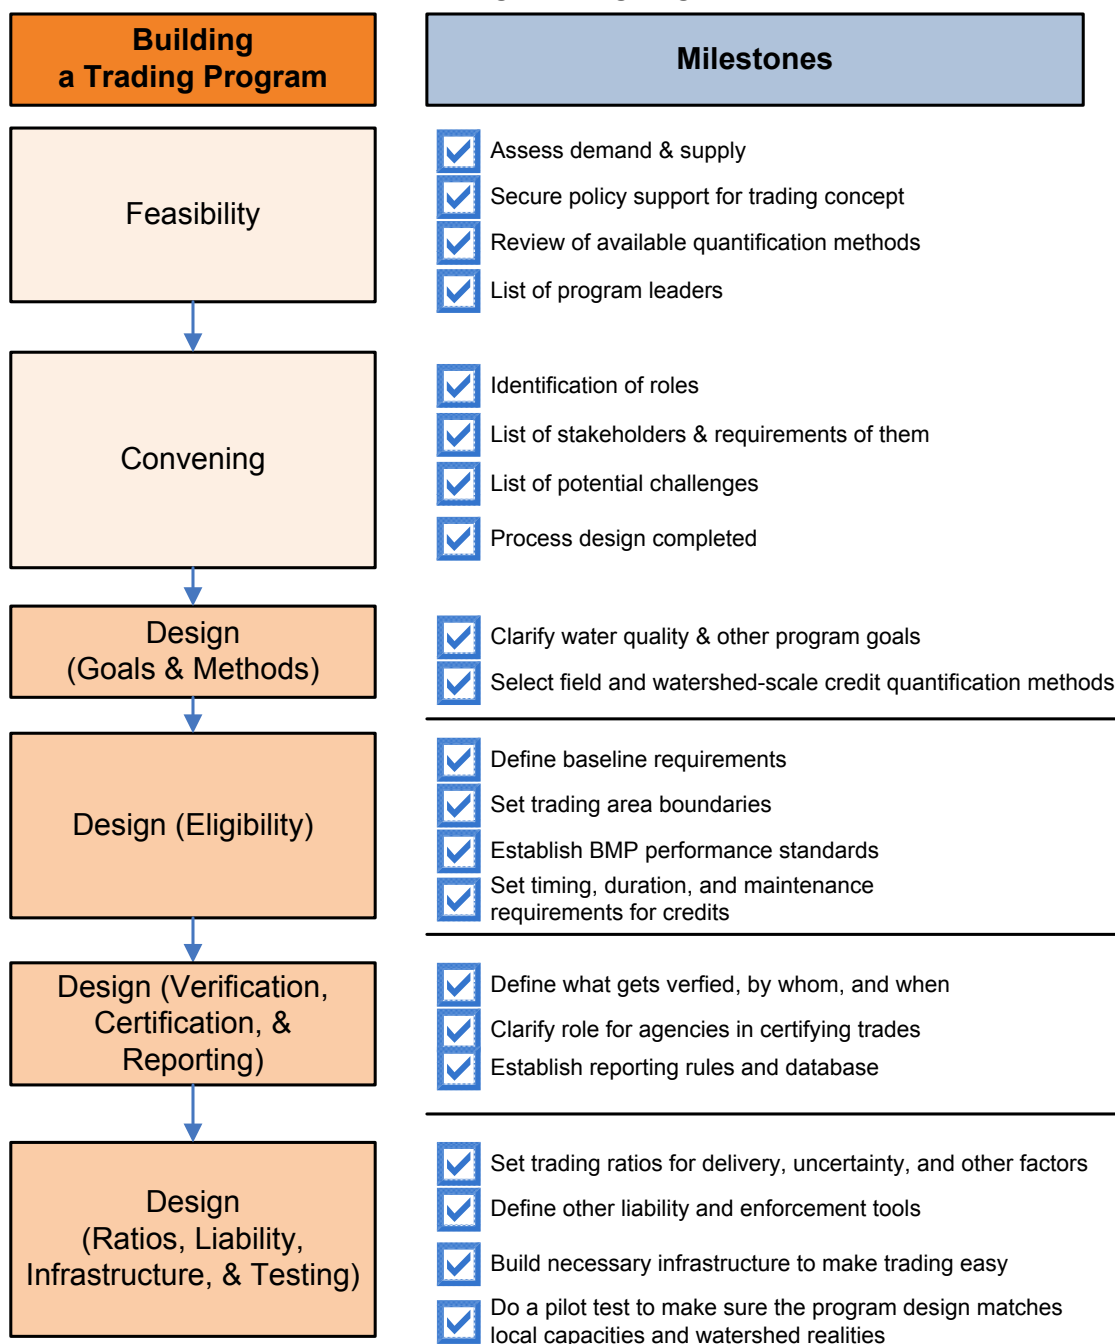 Building
a Trading Program
Milestones
Feasibility
Assess demand & supply
Secure policy support for trading concept
Review of available quantification methods
List of program leaders
Convening
Identification of roles
List of stakeholders & requirements of them
List of potential challenges
Process design completed
Design
(Goals & Methods)
Clarify water quality & other program goals
Select field and watershed-scale credit quantification methods
Design (Eligibility)
Define baseline requirements
Set trading area boundaries
Establish BMP performance standards
Set timing, duration, and maintenance
requirements for credits
Design (Verification,
Certification, &
Reporting)
Define what gets verfied, by whom, and when
Clarify role for agencies in certifying trades
Establish reporting rules and database
Design
(Ratios, Liability,
Infrastructure, & Testing)
Set trading ratios for delivery, uncertainty, and other factors
Define other liability and enforcement tools
Build necessary infrastructure to make trading easy
Do a pilot test to make sure the program design matches
local capacities and watershed realities